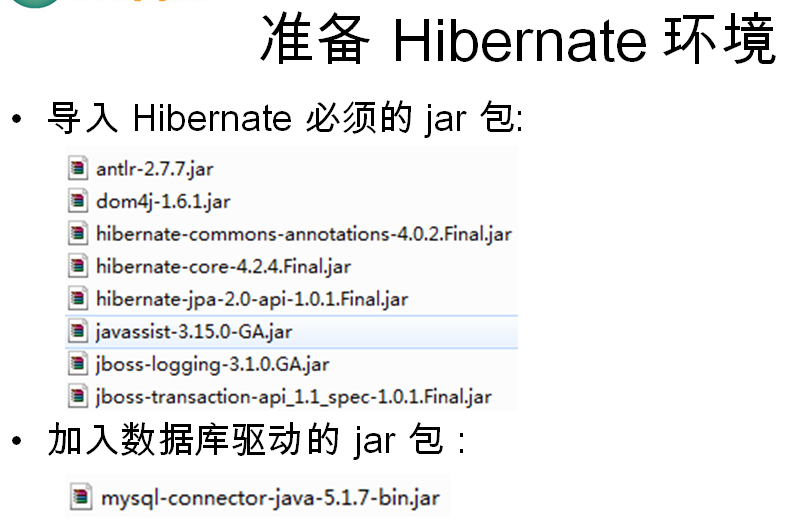 准备 Hibernate 环境
• 导入 Hibernate 必须的 jar 包:
antlr-2.7.7.jar
dom4j-1.6.1.jar
hibernate-commons-annotations-4.0.2.Final.jar
hibernate-core-4.2.4.Final.jar
hibernate-jpa-2.0-api-1.0.1.Final.jar
javassist-3.15.0-GA.jar
jboss-logging-3.1.0.GA.jar
jboss-transaction-api_1.1_spec-1.0.1.Final.jar
• 加入数据库驱动的 jar 包：
mysql-connector-java-5.1.7-bin.jar